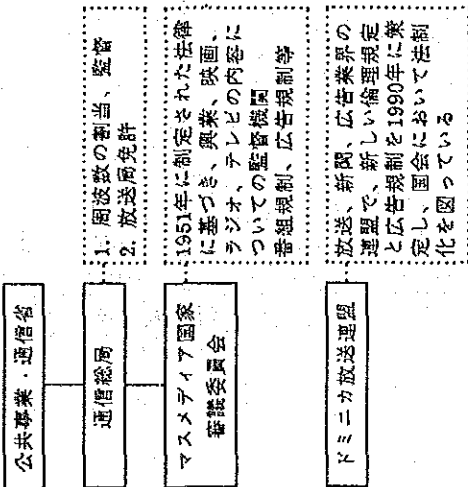 公共事業・通信省
通信総局
1. 周波数の割当、監督
2. 放送局免許
マスメディア国家
審議委員会
1951年に制定された法律
に基づき、興業、映画、
ラジオ、テレビの内容に
ついての監督機関
番組規制、広告規制等
ドミニカ放送連盟
放送、新聞、広告業界の
連盟で、新しい倫理規定
と広告規制を1990年に策
定し、国会において法制
化を図っている